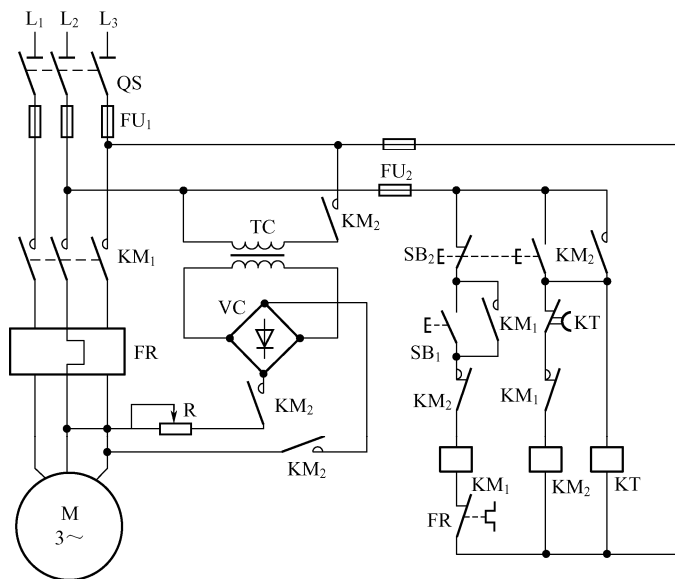 L₁ L₂ L₃
QS
FU₁
FU₂
TC
KM₂
KM₁
SB₂
KM₂
VC
KM₁
KT
SB₁
FR
KM₂
KM₂
KM₁
R
KM₂
KM₁
KM₂
KT
M
3～
FR